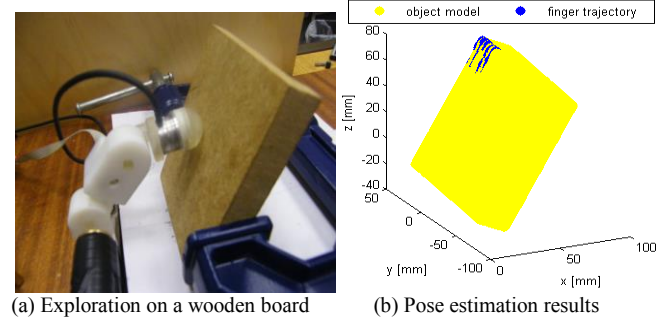 object model finger trajectory
80
60
40
20
0
-20
-40
z [mm]
50
0
-50
-100
y [mm]
0
50
100
x [mm]
(a) Exploration on a wooden board
(b) Pose estimation results